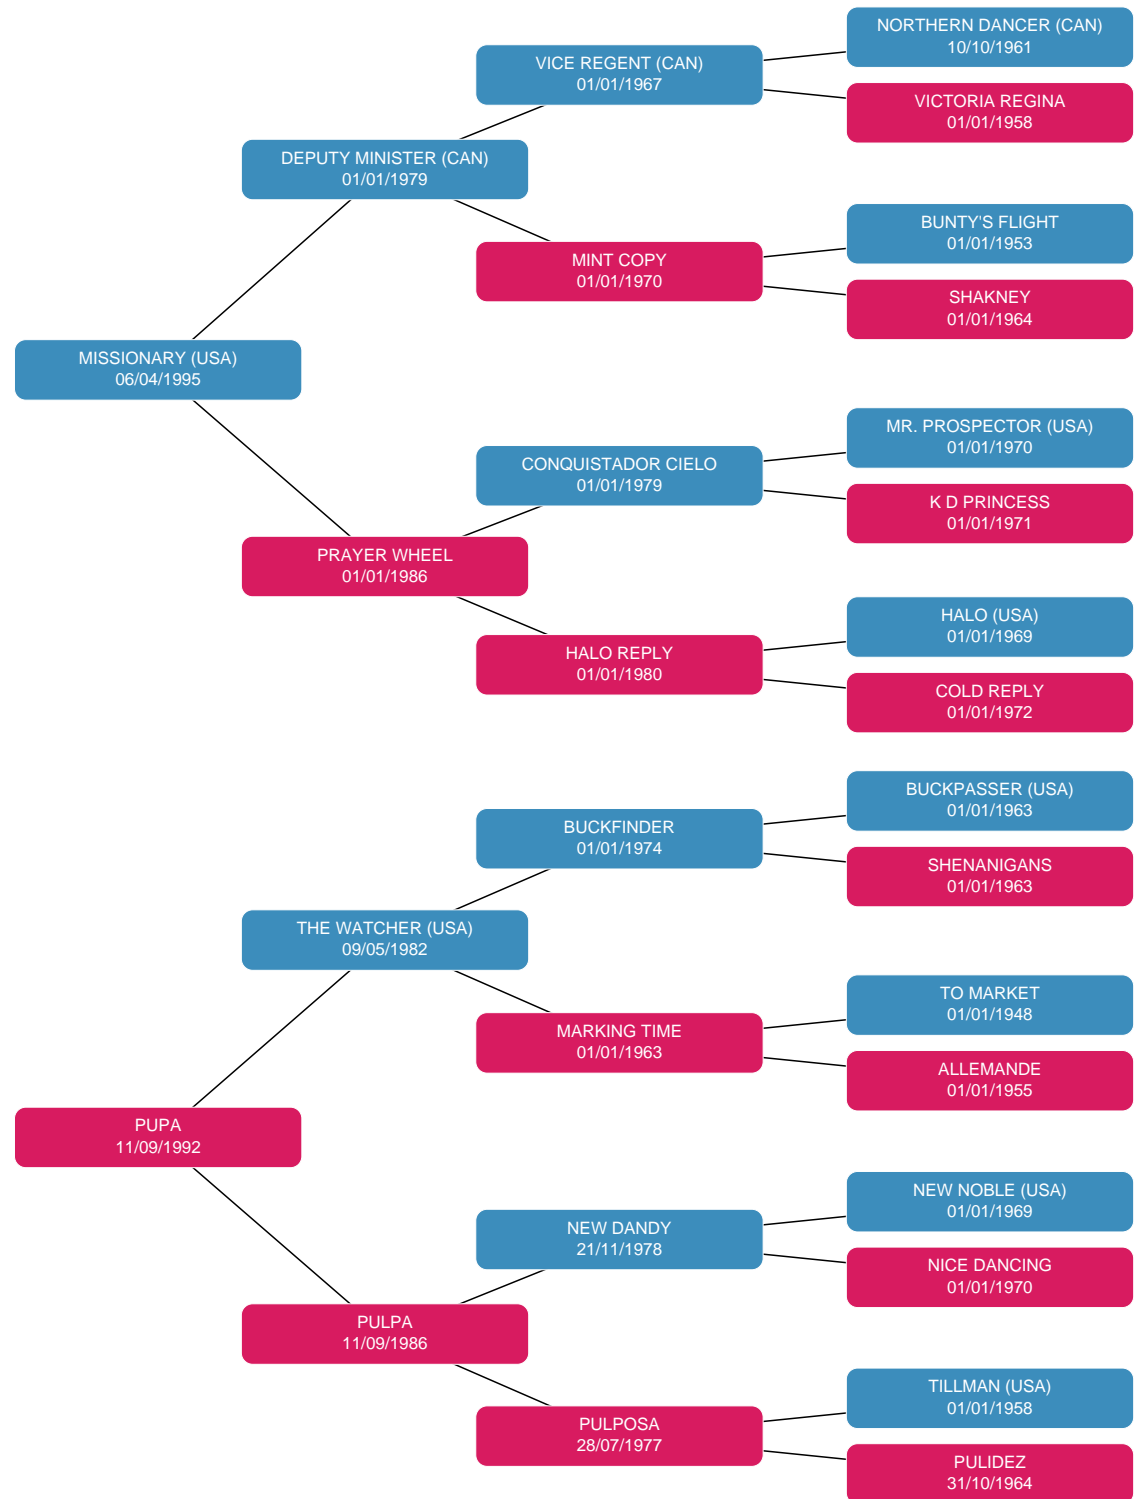 NORTHERN DANCER (CAN)
10/10/1961
VICE REGENT (CAN)
01/01/1967
VICTORIA REGINA
01/01/1958
DEPUTY MINISTER (CAN)
01/01/1979
BUNTY'S FLIGHT
01/01/1953
MINT COPY
01/01/1970
SHAKNEY
01/01/1964
MISSIONARY (USA)
06/04/1995
MR. PROSPECTOR (USA)
01/01/1970
CONQUISTADOR CIELO
01/01/1979
K D PRINCESS
01/01/1971
PRAYER WHEEL
01/01/1986
HALO (USA)
01/01/1969
HALO REPLY
01/01/1980
COLD REPLY
01/01/1972
BUCKPASSER (USA)
01/01/1963
BUCKFINDER
01/01/1974
SHENANIGANS
01/01/1963
THE WATCHER (USA)
09/05/1982
TO MARKET
01/01/1948
MARKING TIME
01/01/1963
ALLEMANDE
01/01/1955
PUPA
11/09/1992
NEW NOBLE (USA)
01/01/1969
NEW DANDY
21/11/1978
NICE DANCING
01/01/1970
PULPA
11/09/1986
TILLMAN (USA)
01/01/1958
PULPOSA
28/07/1977
PULIDEZ
31/10/1964